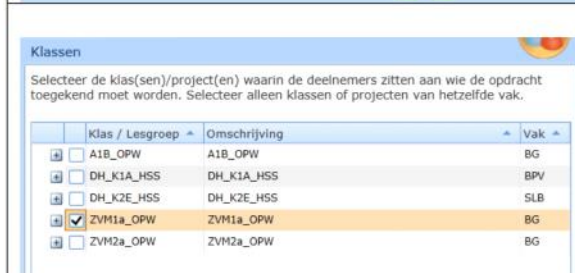 Klassen
Selecteer de klas(sen)/project(en) waarin de deelnemers zitten aan wie de opdracht
toegekend moet worden. Selecteer alleen klassen of projecten van hetzelfde vak.
Klas / Lesgroep Omschrijving Vak
A1B_OPW A1B_OPW BG
DH_K1A_HSS DH_K1A_HSS BPV
DH_K2E_HSS DH_K2E_HSS SLB
ZVM1a_OPW ZVM1a_OPW BG
ZVM2a_OPW ZVM2a_OPW BG